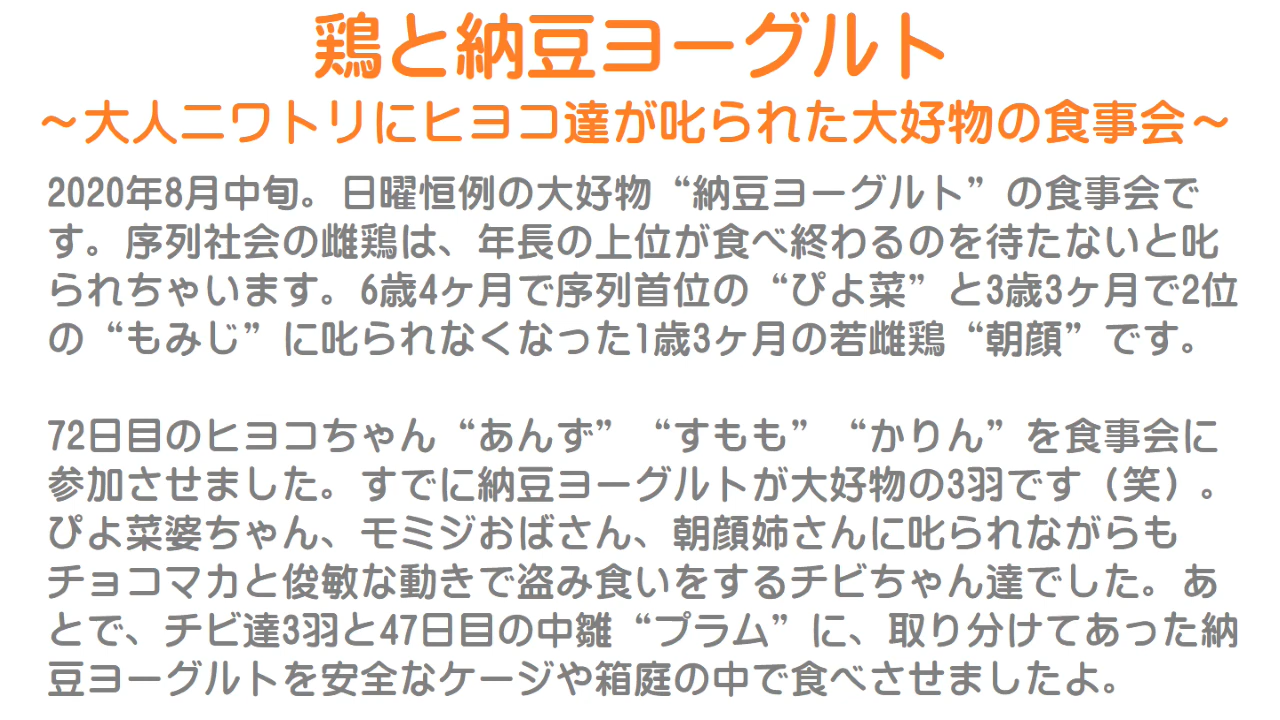 鶏と納豆ヨーグルト
～大人ニワトリにヒヨコ達が叱られた大好物の食事会～
2020年8月中旬。日曜恒例の大好物“納豆ヨーグルト”の食事会で
す。序列社会の雌鶏は、年長の上位が食べ終わるのを待たないと叱
られちゃいます。6歳4ヶ月で序列首位の“ぴよ菜”と3歳3ヶ月で2位
の“もみじ”に叱られなくなった1歳3ヶ月の若雌鶏“朝顔”です。
72日目のヒヨコちゃん“あんず”“すもも”“かりん”を食事会に
参加させました。すでに納豆ヨーグルトが大好物の3羽です（笑）。
ぴよ菜婆ちゃん、モミジおばさん、朝顔姉さんに叱られながらも
チョコマカと俊敏な動きで盗み食いをするチビちゃん達でした。あ
とで、チビ達3羽と47日目の中雛“プラム”に、取り分けてあった納
豆ヨーグルトを安全なケージや箱庭の中で食べさせましたよ。